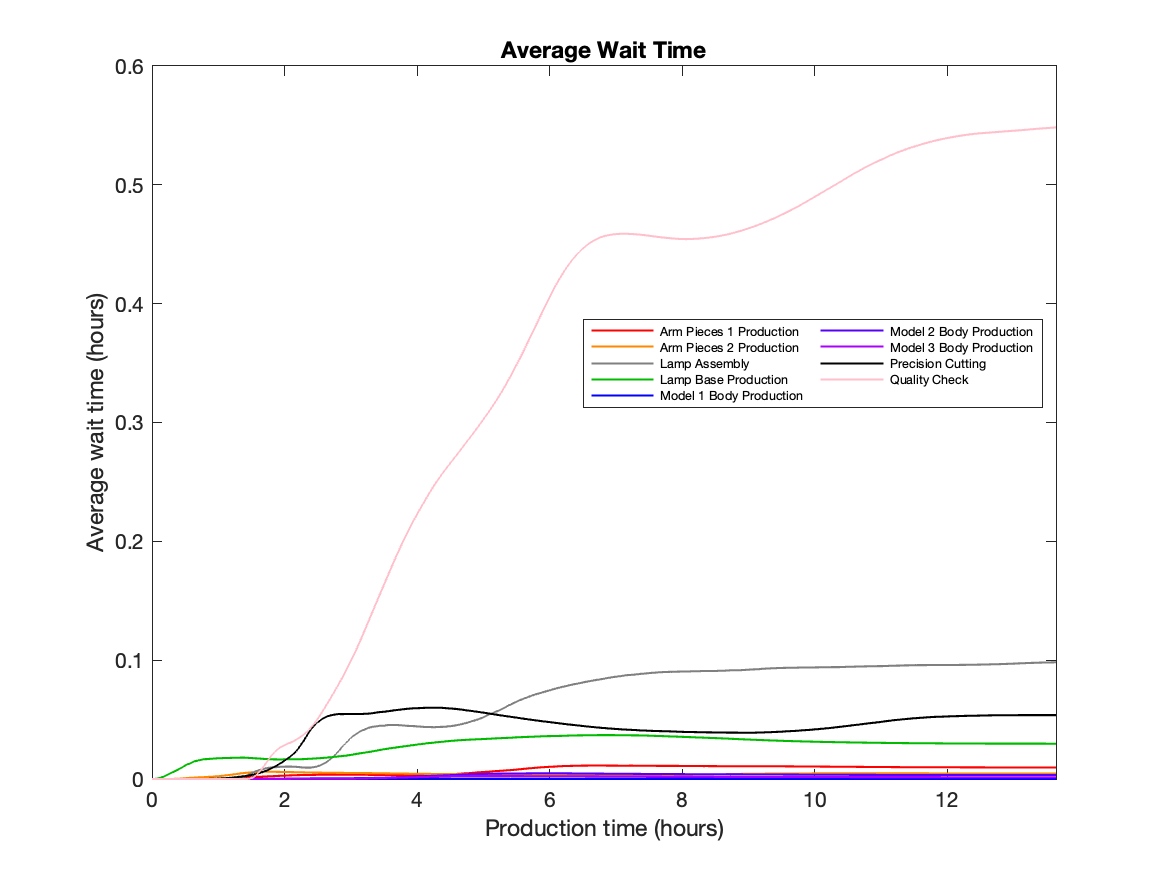 Average Wait Time
0.6
0.5
0.4
0.3
0.2
0.1
0
Average wait time (hours)
Arm Pieces 1 Production
Arm Pieces 2 Production
Lamp Assembly
Lamp Base Production
Model 1 Body Production
Model 2 Body Production
Model 3 Body Production
Precision Cutting
Quality Check
0 2 4 6 8 10 12
Production time (hours)